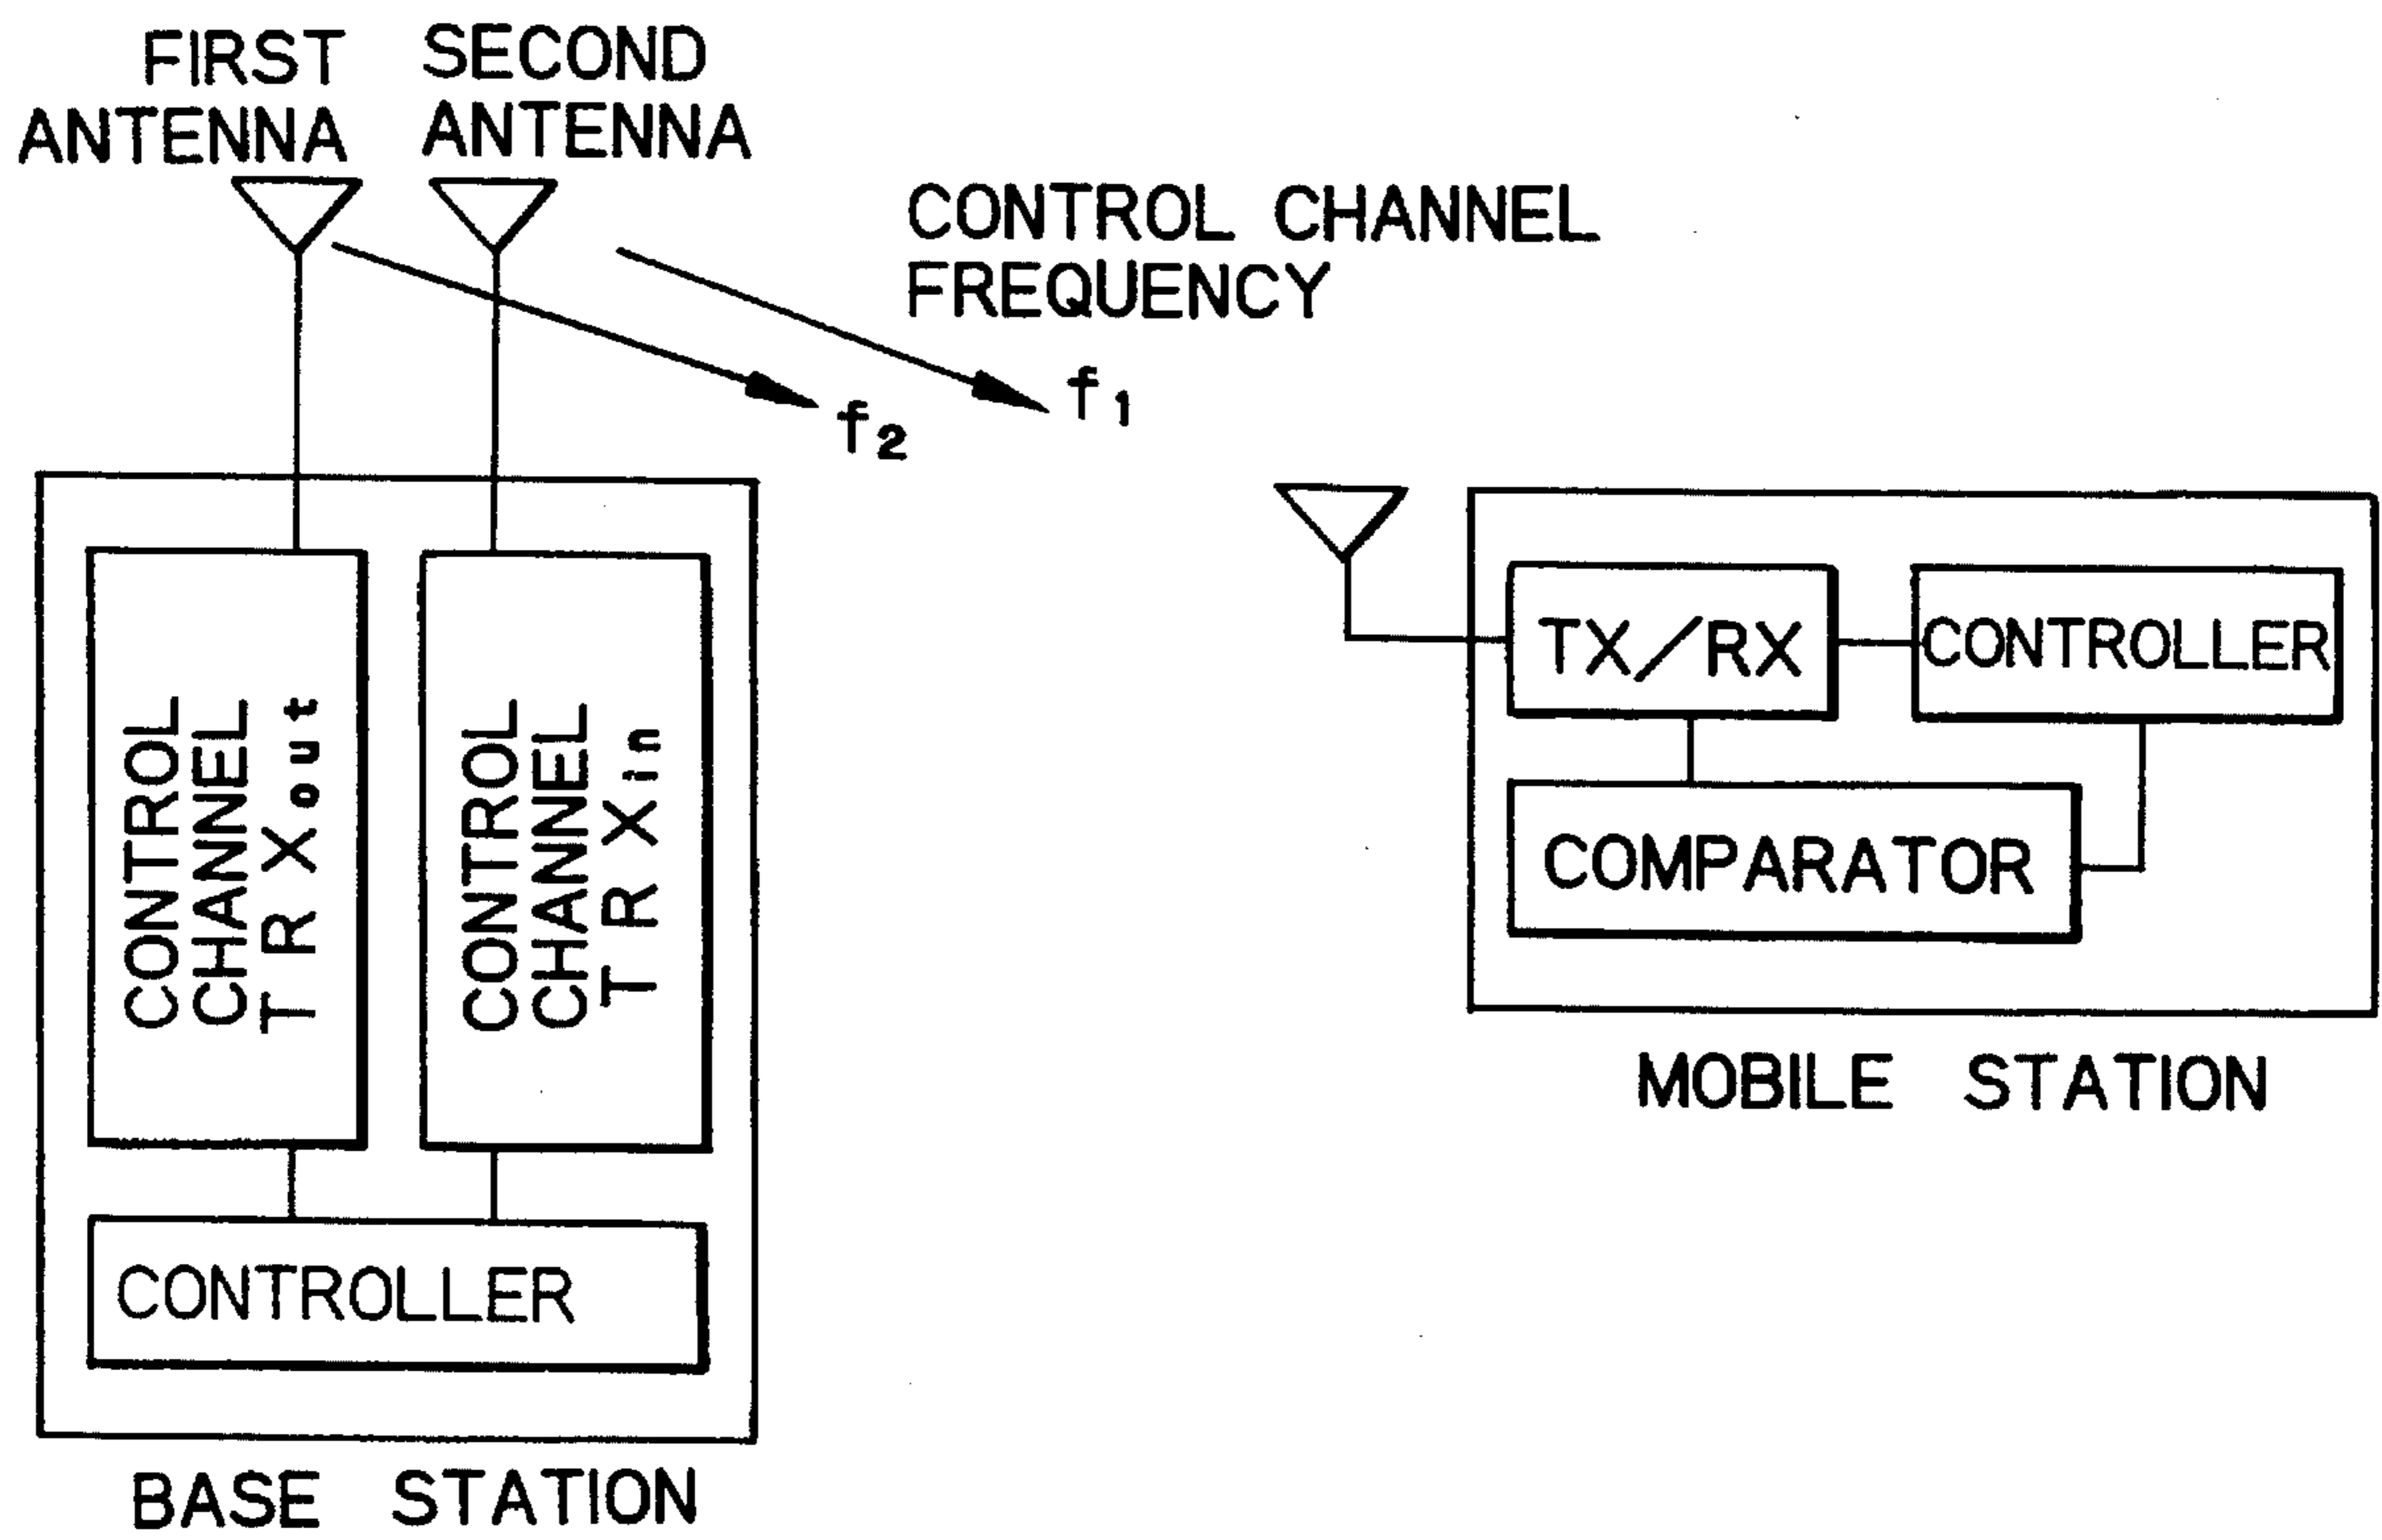 FIRST
ANTENNA
SECOND
ANTENNA
CONTROL CHANNEL
FREQUENCY
f1
f2
CONTROL
CHANNEL
TRXout
CONTROL
CHANNEL
TRXin
CONTROLLER
BASE STATION
TX/RX
CONTROLLER
COMPARATOR
MOBILE STATION